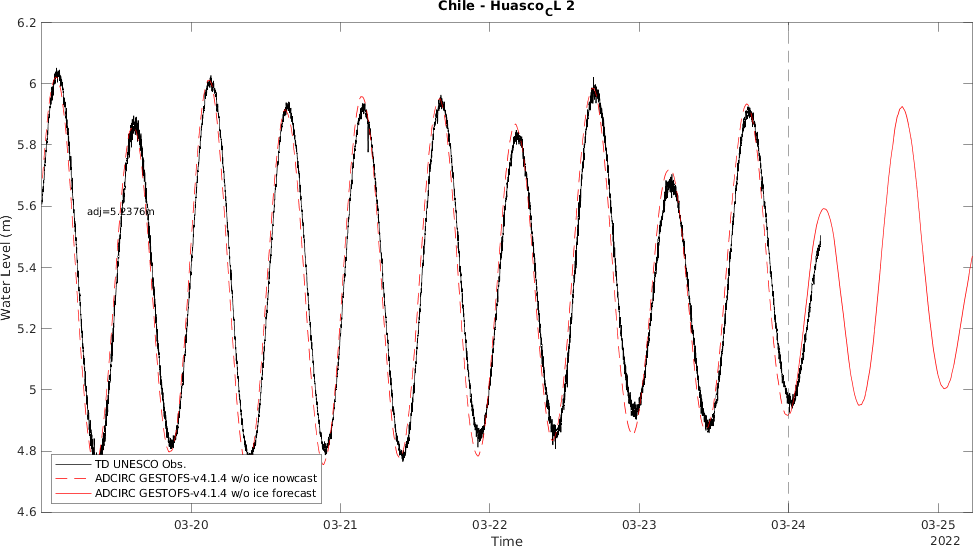 Chile - Huasco_CL 2
6.2
6
5.8
5.6
5.4
5.2
5
4.8
4.6
Water Level (m)
adj=5.2376m
TD UNESCO Obs.
ADCIRC GESTOFS-v4.1.4 w/o ice nowcast
ADCIRC GESTOFS-v4.1.4 w/o ice forecast
03-20
03-21
03-22
03-23
03-24
03-25
Time
2022